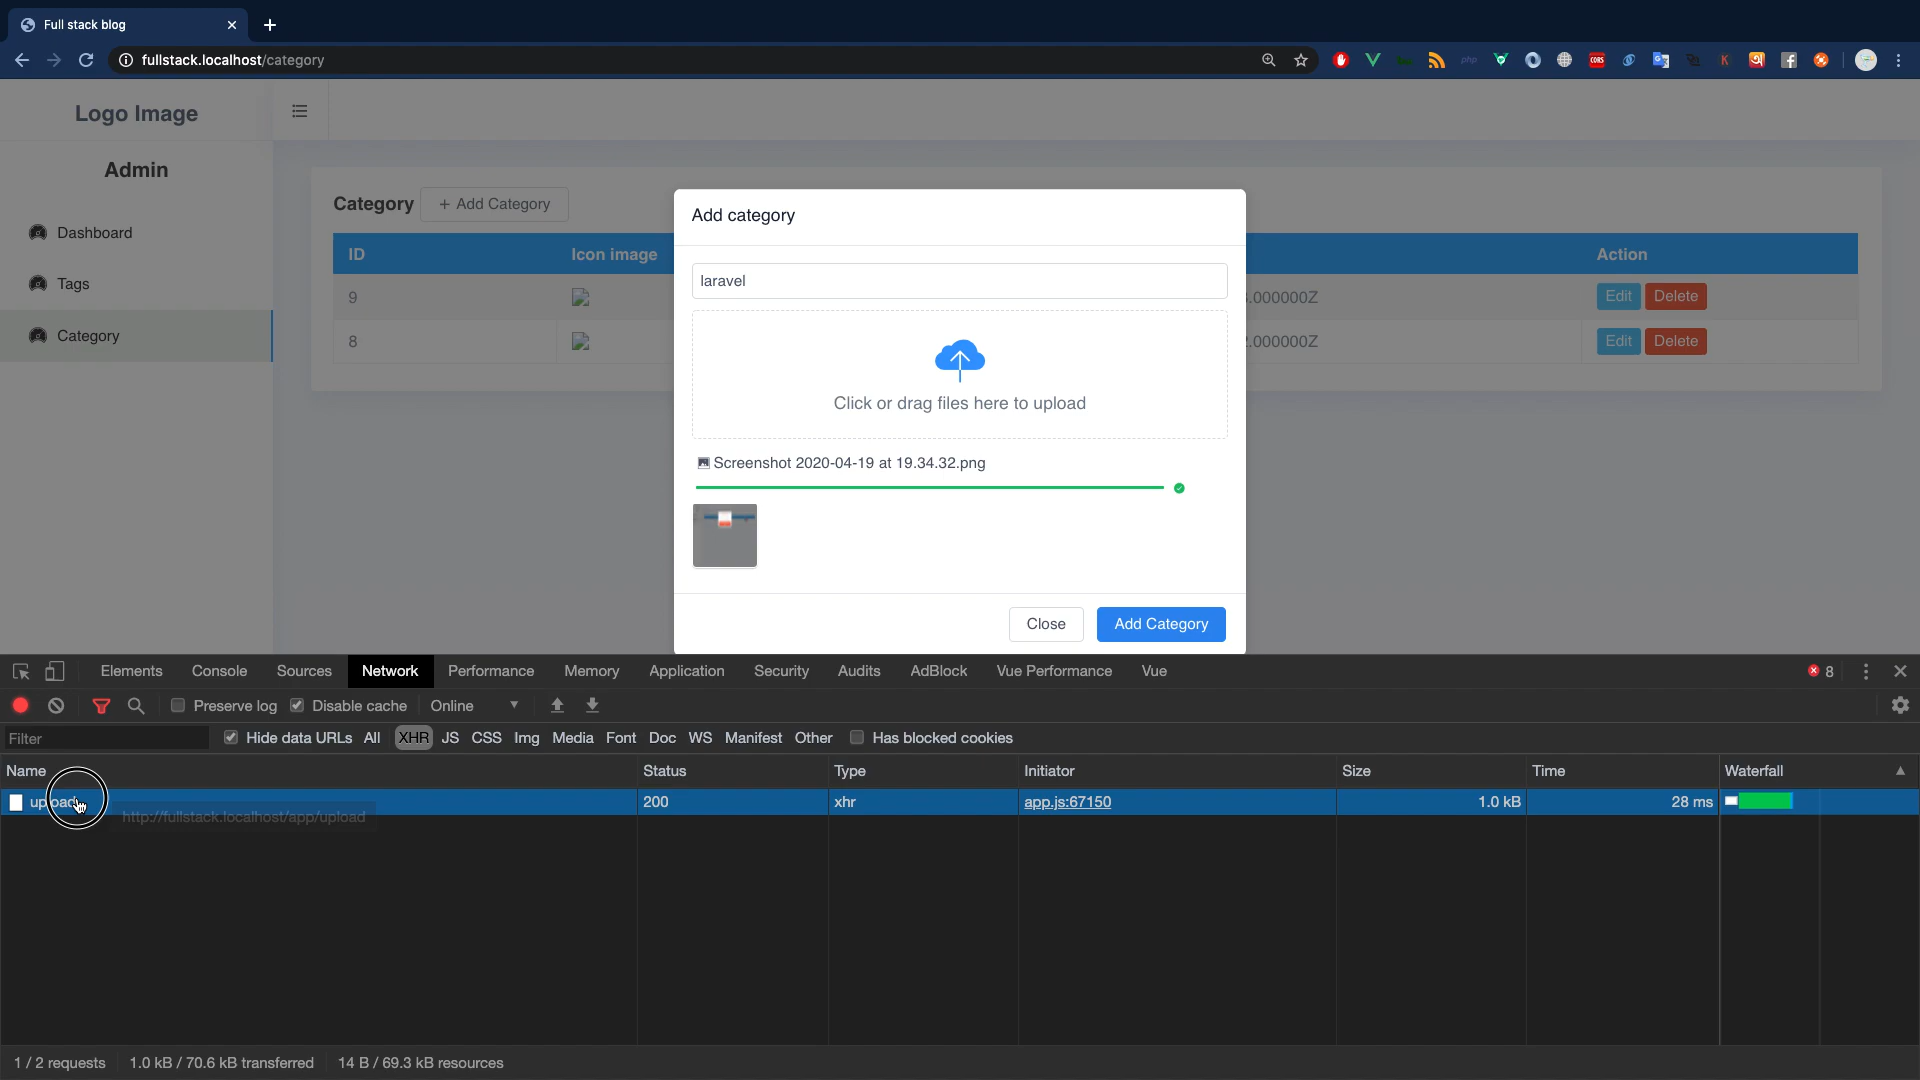 Full stack blog
fullstack.localhost/category
php
CORS
K
Logo Image
Admin
Dashboard
Tags
Category
Category
+ Add Category
ID
Icon image
Action
9
.000000Z
Edit
Delete
8
.000000Z
Edit
Delete
Add category
laravel
Click or drag files here to upload
Screenshot 2020-04-19 at 19.34.32.png
Close
Add Category
Elements
Console
Sources
Network
Performance
Memory
Application
Security
Audits
AdBlock
Vue Performance
Vue
8
Preserve log
Disable cache
Online
Filter
Hide data URLs
All
XHR
JS
CSS
Img
Media
Font
Doc
WS
Manifest
Other
Has blocked cookies
Name
Status
Type
Initiator
Size
Time
Waterfall
upload
200
xhr
app.js:67150
1.0 kB
28 ms
http://fullstack.localhost/app/upload
1 / 2 requests
1.0 kB / 70.6 kB transferred
14 B / 69.3 kB resources